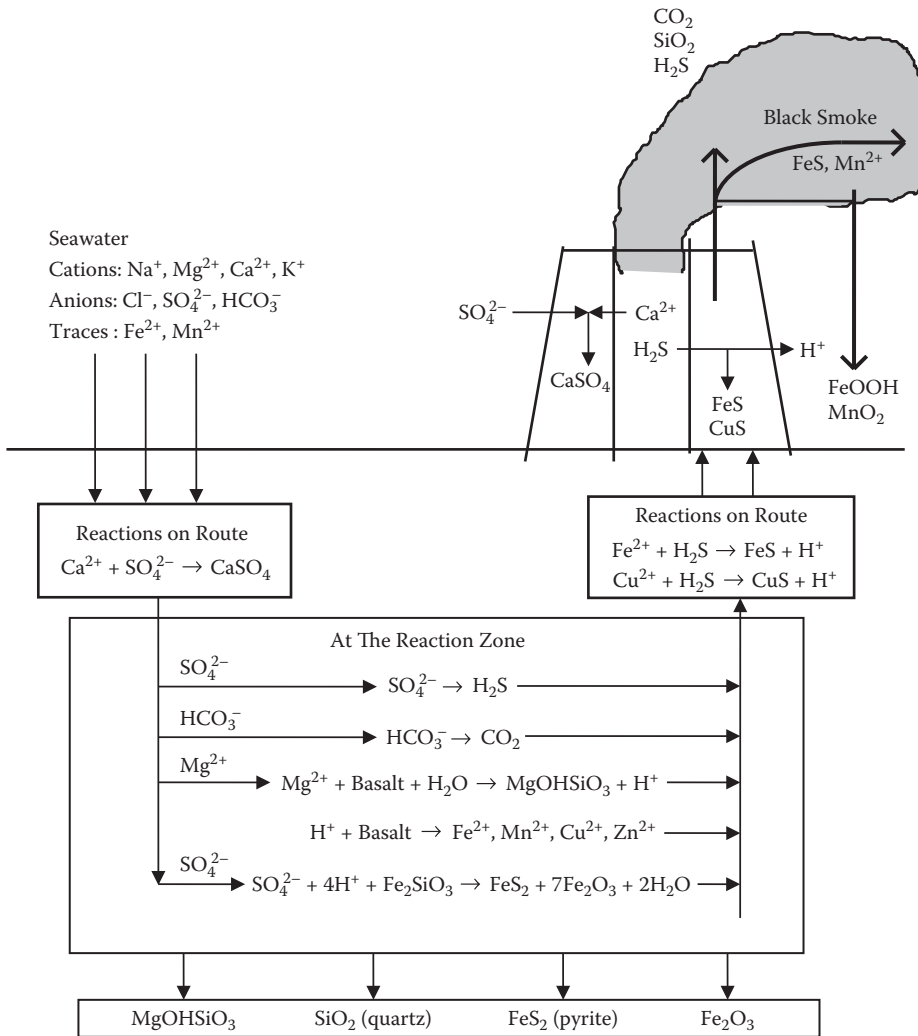 CO₂
SiO₂
H₂S
Black Smoke
FeS, Mn²⁺
Seawater
Cations: Na⁺, Mg²⁺, Ca²⁺, K⁺
Anions: Cl⁻, SO₄²⁻, HCO₃⁻
Traces : Fe²⁺, Mn²⁺
SO₄²⁻
Ca²⁺
CaSO₄
H₂S
H⁺
FeS
CuS
FeOOH
MnO₂
Reactions on Route
Ca²⁺ + SO₄²⁻ → CaSO₄
Reactions on Route
Fe²⁺ + H₂S → FeS + H⁺
Cu²⁺ + H₂S → CuS + H⁺
At The Reaction Zone
SO₄²⁻
SO₄²⁻ → H₂S
HCO₃⁻
HCO₃⁻ → CO₂
Mg²⁺
Mg²⁺ + Basalt + H₂O → MgOHSiO₃ + H⁺
H⁺ + Basalt → Fe²⁺, Mn²⁺, Cu²⁺, Zn²⁺
SO₄²⁻
SO₄²⁻ + 4H⁺ + Fe₂SiO₃ → FeS₂ + 7Fe₂O₃ + 2H₂O
MgOHSiO₃
SiO₂ (quartz)
FeS₂ (pyrite)
Fe₂O₃